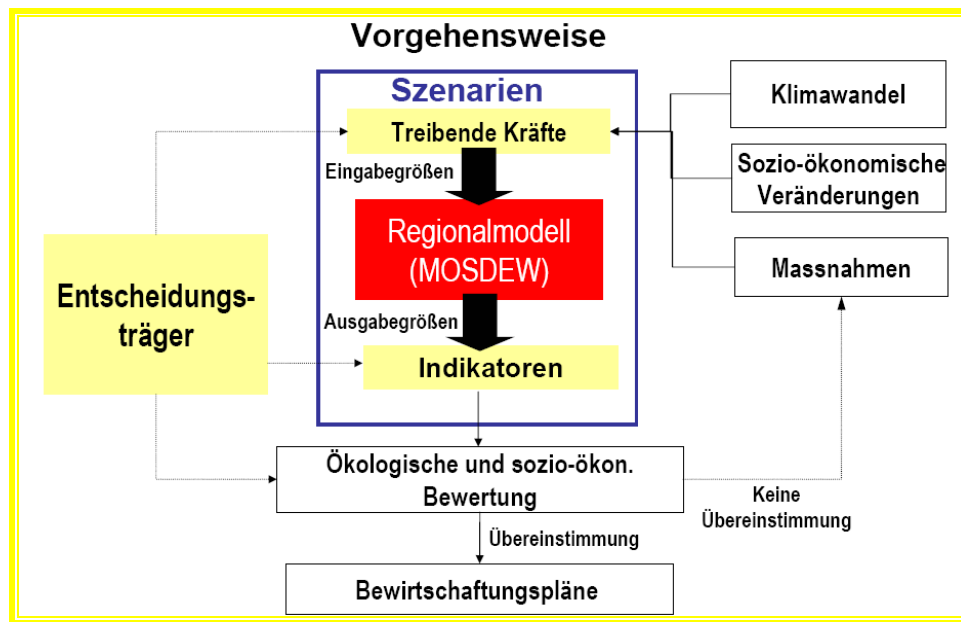 Vorgehensweise
Szenarien
Treibende Kräfte
Eingabegrößen
Regionalmodell
(MOSDEW)
Ausgabegrößen
Indikatoren
Klimawandel
Sozio-ökonomische
Veränderungen
Massnahmen
Entscheidungs-
träger
Ökologische und sozio-ökon.
Bewertung
Keine
Übereinstimmung
Übereinstimmung
Bewirtschaftungspläne